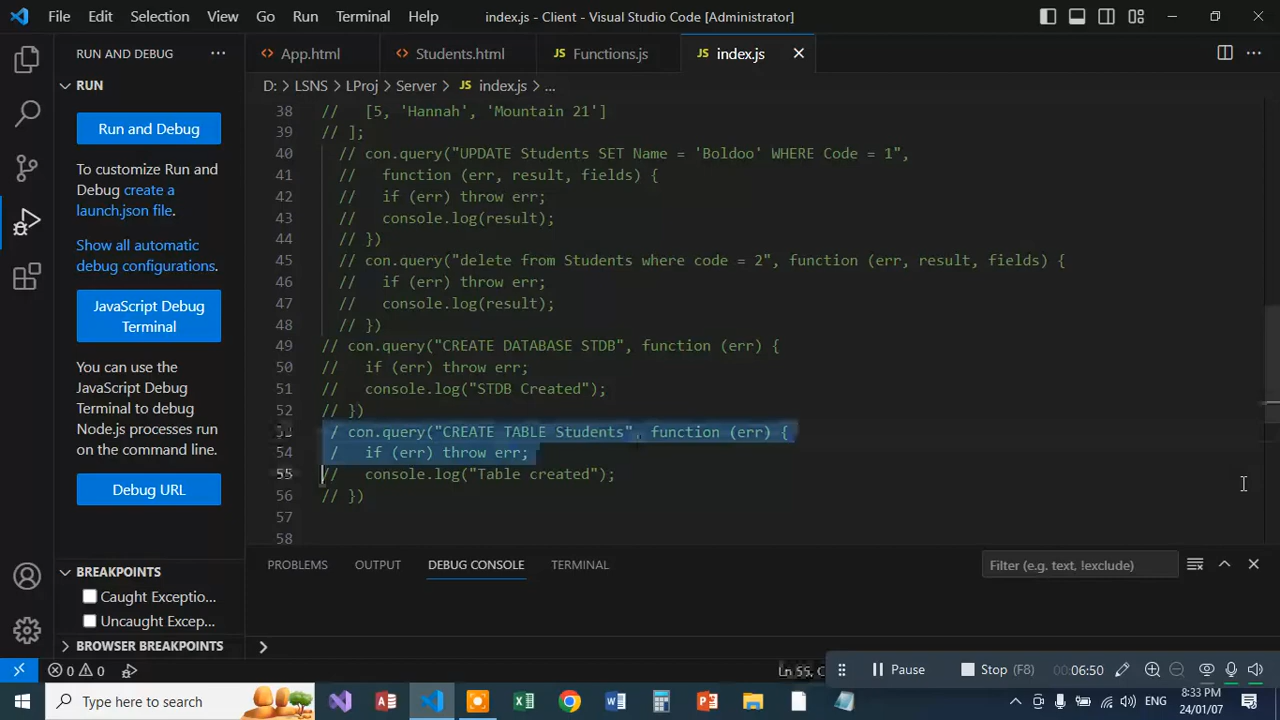 File Edit Selection View Go Run Terminal Help index.js - Client - Visual Studio Code [Administrator]
RUN AND DEBUG ··· App.html Students.html JS Functions.js JS index.js
RUN
D: > LSNS > LProj > Server > JS index.js > ...
Run and Debug
To customize Run and
Debug create a
launch.json file.
Show all automatic
debug configurations.
JavaScript Debug
Terminal
You can use the
JavaScript Debug
Terminal to debug
Node.js processes run
on the command line.
Debug URL
BREAKPOINTS
Caught Exceptio...
Uncaught Excep...
BROWSER BREAKPOINTS
38 // [5, 'Hannah', 'Mountain 21']
39 // ];
40 // con.query("UPDATE Students SET Name = 'Boldoo' WHERE Code = 1",
41 // function (err, result, fields) {
42 // if (err) throw err;
43 // console.log(result);
44 // })
45 // con.query("delete from Students where code = 2", function (err, result, fields) {
46 // if (err) throw err;
47 // console.log(result);
48 // })
49 // con.query("CREATE DATABASE STDB", function (err) {
50 // if (err) throw err;
51 // console.log("STDB Created");
52 // })
/ con.query("CREATE TABLE Students", function (err) {
54 / if (err) throw err;
55 // console.log("Table created");
56 // })
57
58
PROBLEMS OUTPUT DEBUG CONSOLE TERMINAL Filter (e.g. text, !exclude)
0 0 Ln 55,
Pause Stop (F8) 00:06:50
Type here to search
ENG 8:33 PM
24/01/07